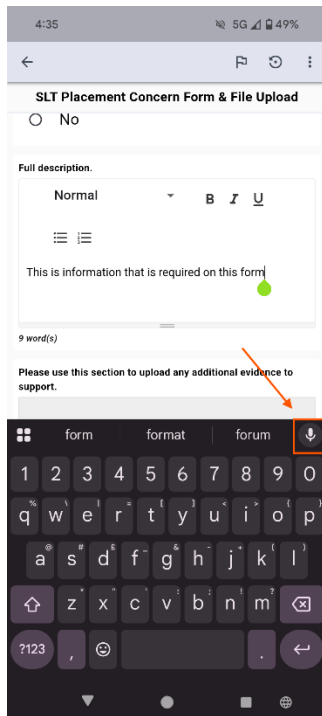 4:35 5G 49%
SLT Placement Concern Form & File Upload
No
Full description.
Normal B I U
This is information that is required on this form
9 word(s)
Please use this section to upload any additional evidence to
support.
form format forum
1 2 3 4 5 6 7 8 9 0
q w e r t y u i o p
a s d f g h j k l
z x c v b n m
?123 , .